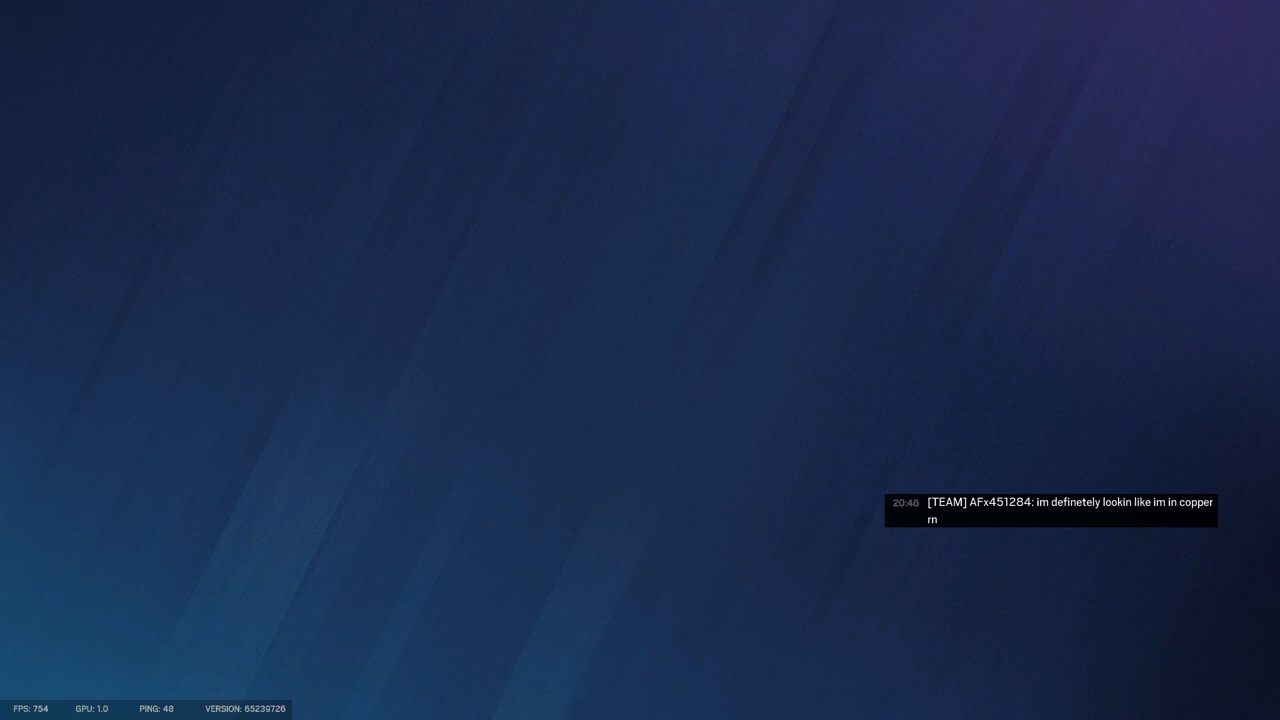 20:46 [TEAM] AFx451284: im definetely lookin like im in copper
rn
FPS: 754 GPU: 1.0 PING: 48 VERSION: 65239726